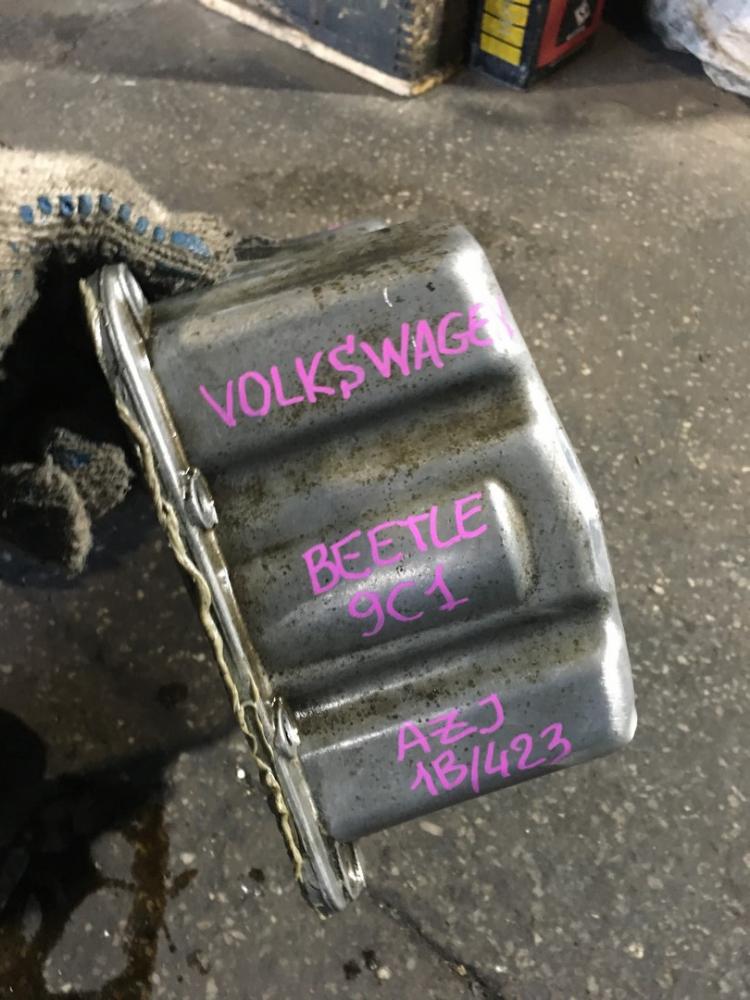 VOLKSWAGEN
BEETLE
9C1
AZJ
1B/423